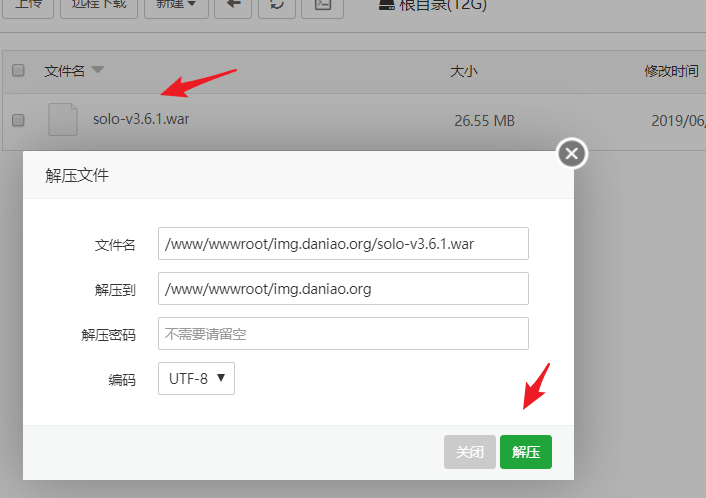 上传 远程下载 新建 根目录(12G)
文件名 大小 修改时间
solo-v3.6.1.war 26.55 MB 2019/06/
解压文件
文件名 /www/wwwroot/img.daniao.org/solo-v3.6.1.war
解压到 /www/wwwroot/img.daniao.org
解压密码 不需要请留空
编码 UTF-8
关闭 解压